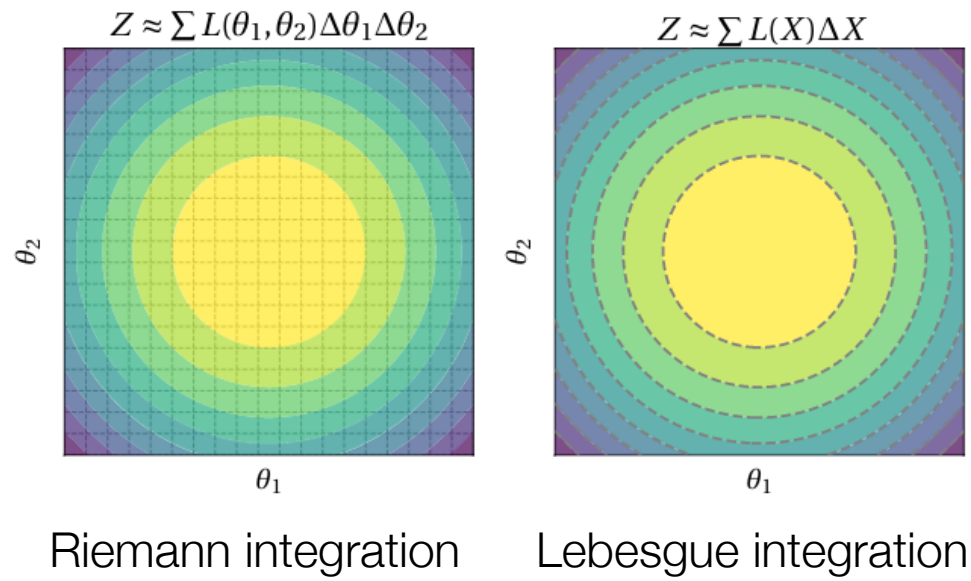 Z ≈ ∑ L(θ₁,θ₂)Δθ₁Δθ₂
θ₂
θ₁
Riemann integration
Z ≈ ∑ L(X)ΔX
θ₂
θ₁
Lebesgue integration